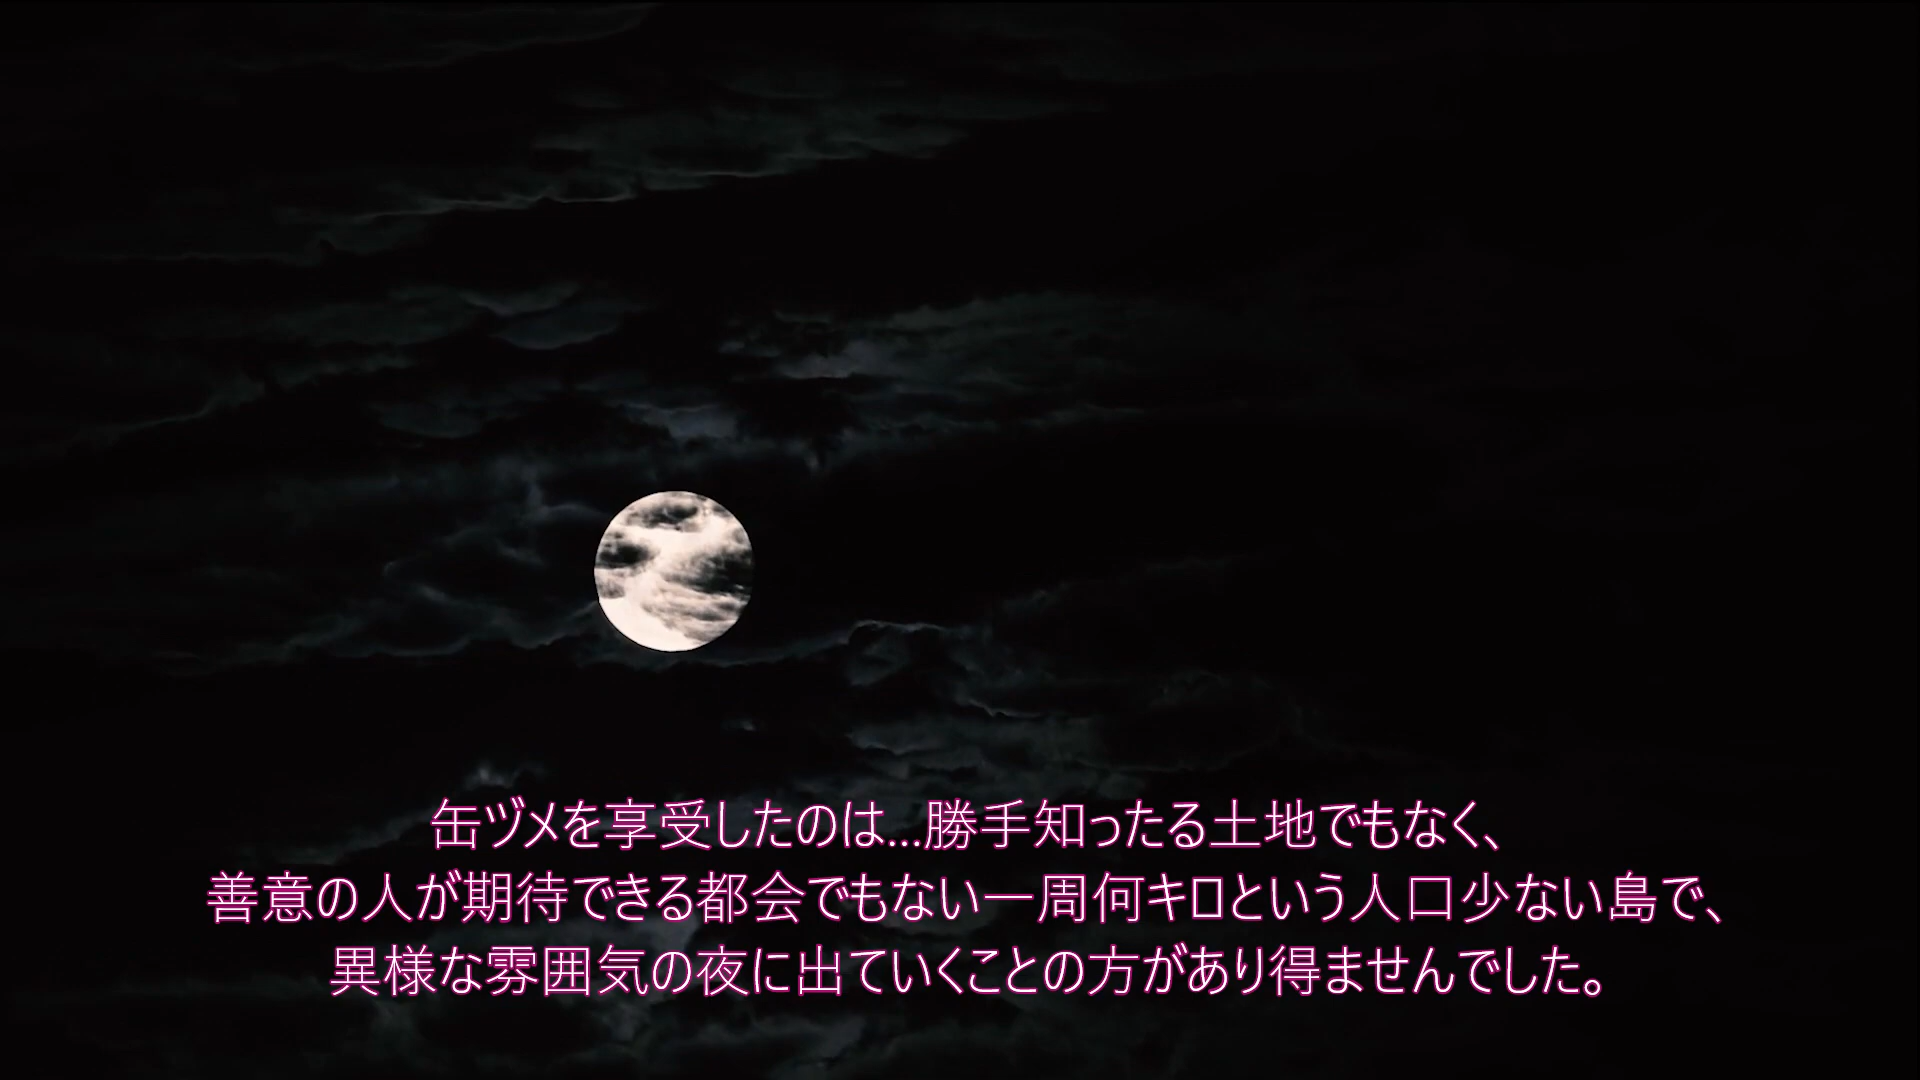 缶ヅメを享受したのは...勝手知ったる土地でもなく、
善意の人が期待できる都会でもない一周何キロという人口少ない島で、
異様な雰囲気の夜に出ていくことの方があり得ませんでした。